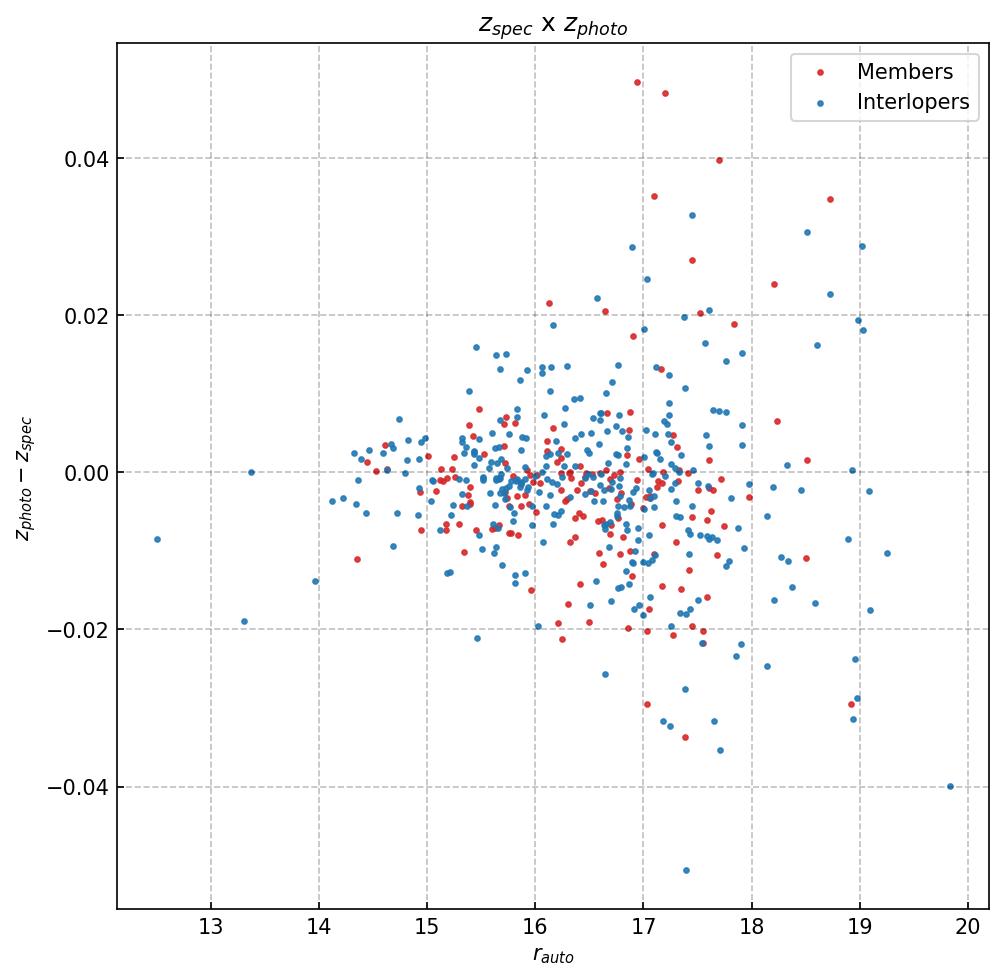 z_spec x z_photo
Members
Interlopers
0.04
0.02
0.00
−0.02
−0.04
z_photo − z_spec
13 14 15 16 17 18 19 20
r_auto